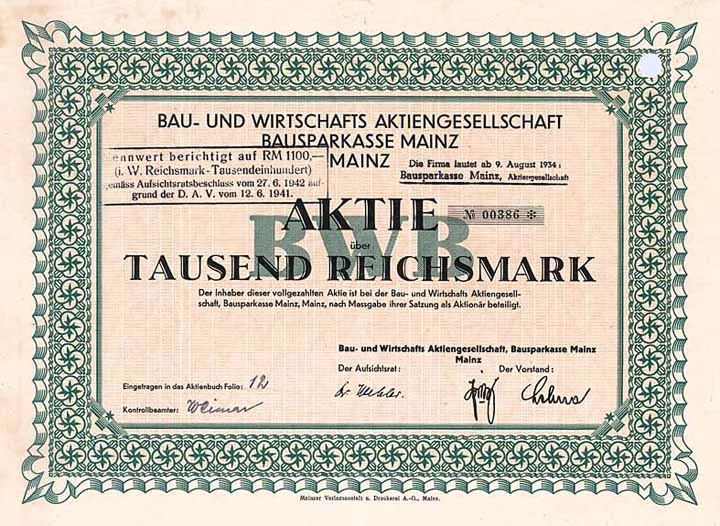 BAU- UND WIRTSCHAFTS AKTIENGESELLSCHAFT
BAUSPARKASSE MAINZ
MAINZ
ennwert berichtigt auf RM 1100,—
(i. W. Reichsmark-Tausendeinhundert)
emäss Aufsichtsratsbeschluss vom 27. 6. 1942 auf-
grund der D. A. V. vom 12. 6. 1941.
Die Firma lautet ab 9. August 1934:
Bausparkasse Mainz, Aktiengesellschaft
AKTIE
№ 00386 ✻
BWB
über
TAUSEND REICHSMARK
Der Inhaber dieser vollgezahlten Aktie ist bei der Bau- und Wirtschafts Aktiengesell-
schaft, Bausparkasse Mainz, Mainz, nach Massgabe ihrer Satzung als Aktionär beteiligt.
Bau- und Wirtschafts Aktiengesellschaft, Bausparkasse Mainz
Mainz
Der Aufsichtsrat: Der Vorstand:
Eingetragen in das Aktienbuch Folio: 12
Kontrollbeamter: Weimar
Mainzer Verlagsanstalt u. Druckerei A.-G., Mainz.